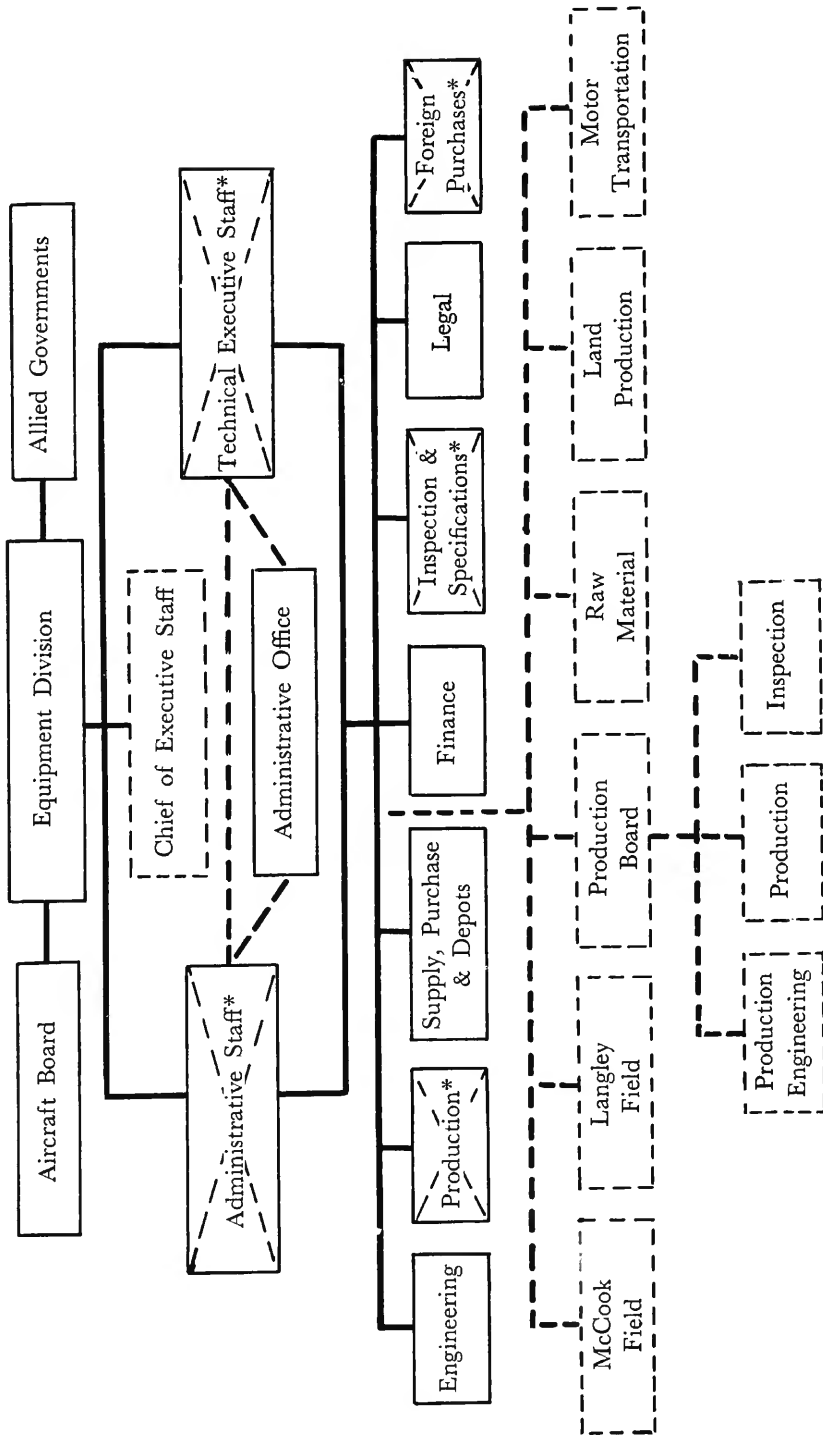 Aircraft Board
Equipment Division
Allied Governments
Chief of Executive Staff
Administrative Staff*
Technical Executive Staff*
Administrative Office
Engineering
Production*
Supply, Purchase
& Depots
Finance
Inspection &
Specifications*
Legal
Foreign
Purchases*
McCook
Field
Langley
Field
Production
Board
Raw
Material
Land
Production
Motor
Transportation
Production
Engineering
Production
Inspection